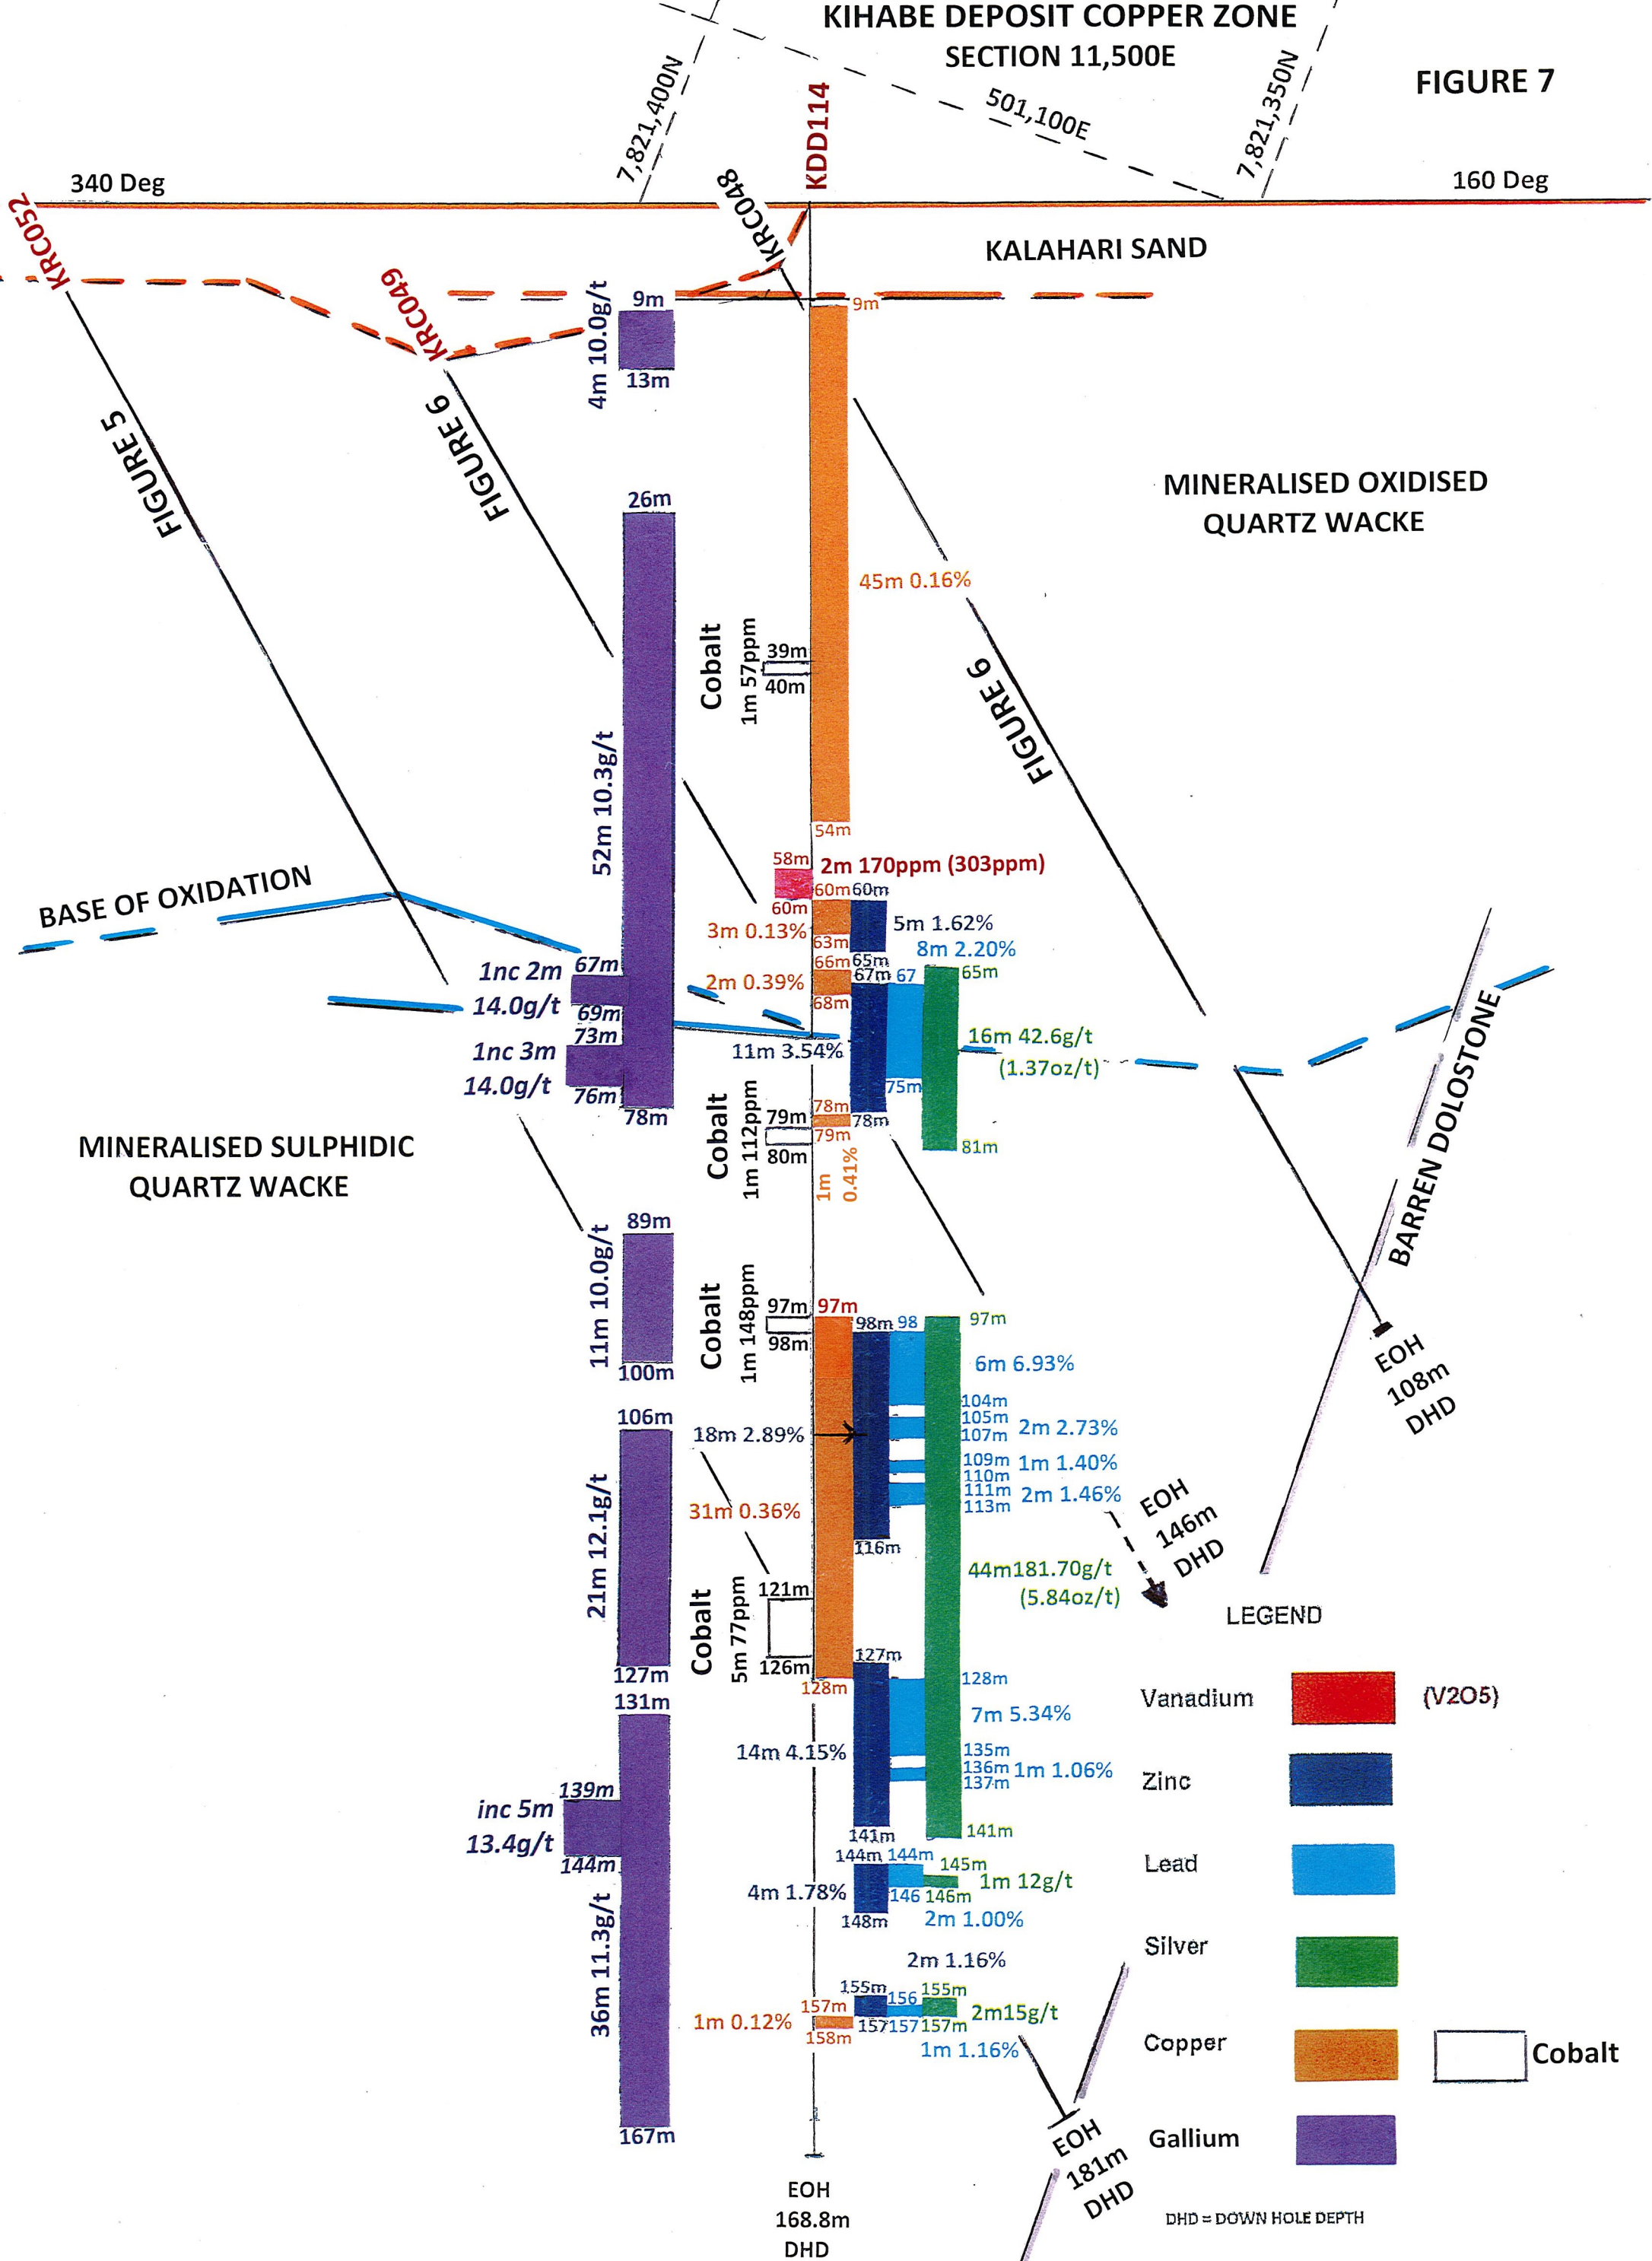 KIHABE DEPOSIT COPPER ZONE
SECTION 11,500E
FIGURE 7
7,821,400N
501,100E
7,821,350N
KDD114
340 Deg
160 Deg
KRC052
KRC048
KRC049
KALAHARI SAND
4m 10.0g/t
9m
13m
9m
FIGURE 5
FIGURE 6
MINERALISED OXIDISED
QUARTZ WACKE
26m
45m 0.16%
52m 10.3g/t
Cobalt
1m 57ppm
39m
40m
FIGURE 6
54m
58m
2m 170ppm (303ppm)
60m
60m
60m
BASE OF OXIDATION
3m 0.13%
63m
5m 1.62%
8m 2.20%
66m
65m
67m
67
65m
1nc 2m
14.0g/t
67m
69m
2m 0.39%
68m
1nc 3m
14.0g/t
73m
76m
78m
11m 3.54%
16m 42.6g/t
(1.37oz/t)
75m
78m
78m
79m
81m
Cobalt
1m 112ppm
79m
80m
1m
0.41%
MINERALISED SULPHIDIC
QUARTZ WACKE
BARREN DOLOSTONE
89m
11m 10.0g/t
100m
Cobalt
1m 148ppm
97m
98m
97m
98m
98
97m
6m 6.93%
104m
105m
107m
2m 2.73%
109m
110m
1m 1.40%
111m
113m
2m 1.46%
EOH
108m
DHD
106m
21m 12.1g/t
127m
18m 2.89%
31m 0.36%
116m
EOH
146m
DHD
44m181.70g/t
(5.84oz/t)
Cobalt
5m 77ppm
121m
126m
127m
128m
128m
7m 5.34%
131m
14m 4.15%
135m
136m
137m
1m 1.06%
141m
141m
139m
inc 5m
13.4g/t
144m
36m 11.3g/t
167m
144m
144m
145m
1m 12g/t
4m 1.78%
146
146m
148m
2m 1.00%
2m 1.16%
155m
156
155m
1m 0.12%
157m
158m
157
157
157m
2m15g/t
1m 1.16%
EOH
181m
DHD
EOH
168.8m
DHD
LEGEND
Vanadium
(V2O5)
Zinc
Lead
Silver
Copper
Cobalt
Gallium
DHD = DOWN HOLE DEPTH